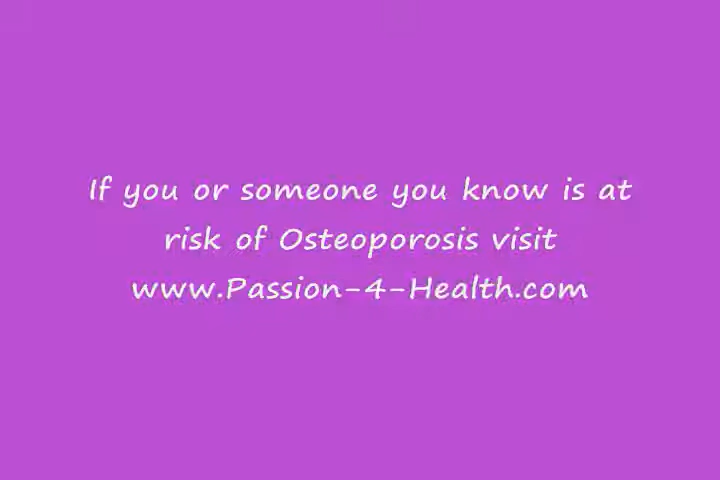 If you or someone you know is at
risk of Osteoporosis visit
www.Passion-4-Health.com